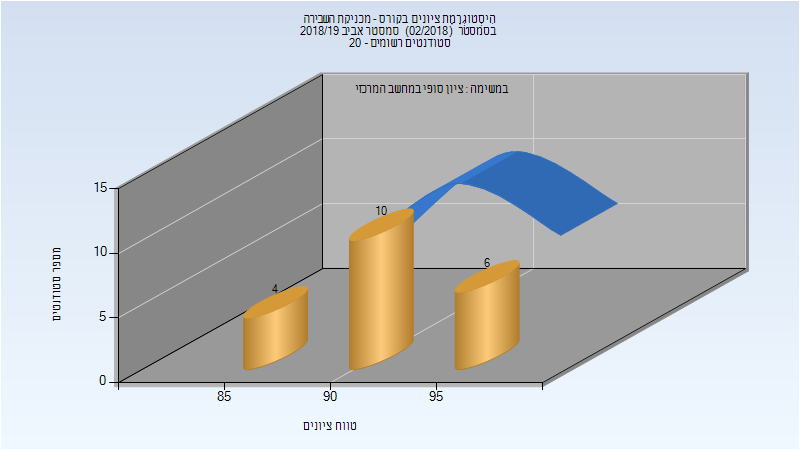 היסטוגרמת ציונים בקורס - מכניקת השבירה
בסמסטר (02/2018) סמסטר אביב 2018/19
סטודנטים רשומים - 20
במשימה : ציון סופי במחשב המרכזי
מספר סטודנטים
15
10
5
0
4
10
6
85
90
95
טווח ציונים